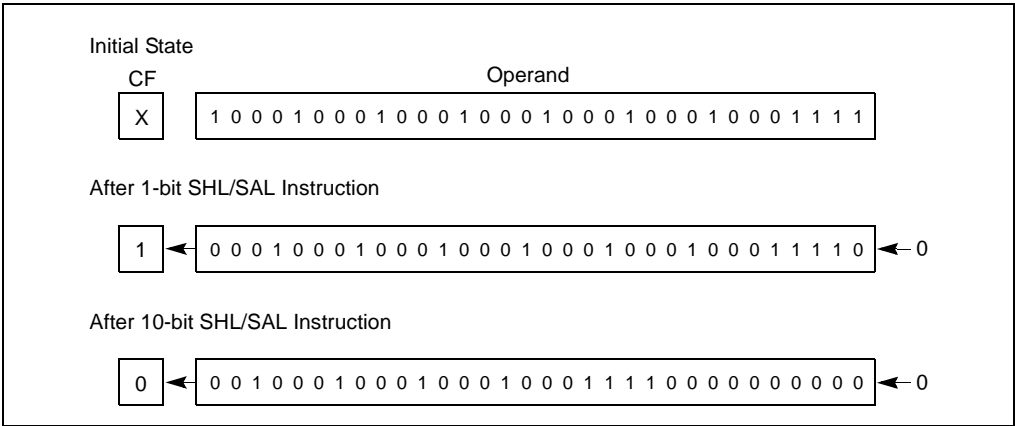 Initial State
CF Operand
X 1 0 0 0 1 0 0 0 1 0 0 0 1 0 0 0 1 0 0 0 1 0 0 0 1 0 0 0 1 1 1 1
After 1-bit SHL/SAL Instruction
1 0 0 0 1 0 0 0 1 0 0 0 1 0 0 0 1 0 0 0 1 0 0 0 1 0 0 0 1 1 1 1 0 0
After 10-bit SHL/SAL Instruction
0 0 0 1 0 0 0 1 0 0 0 1 0 0 0 1 0 0 0 1 1 1 1 0 0 0 0 0 0 0 0 0 0 0